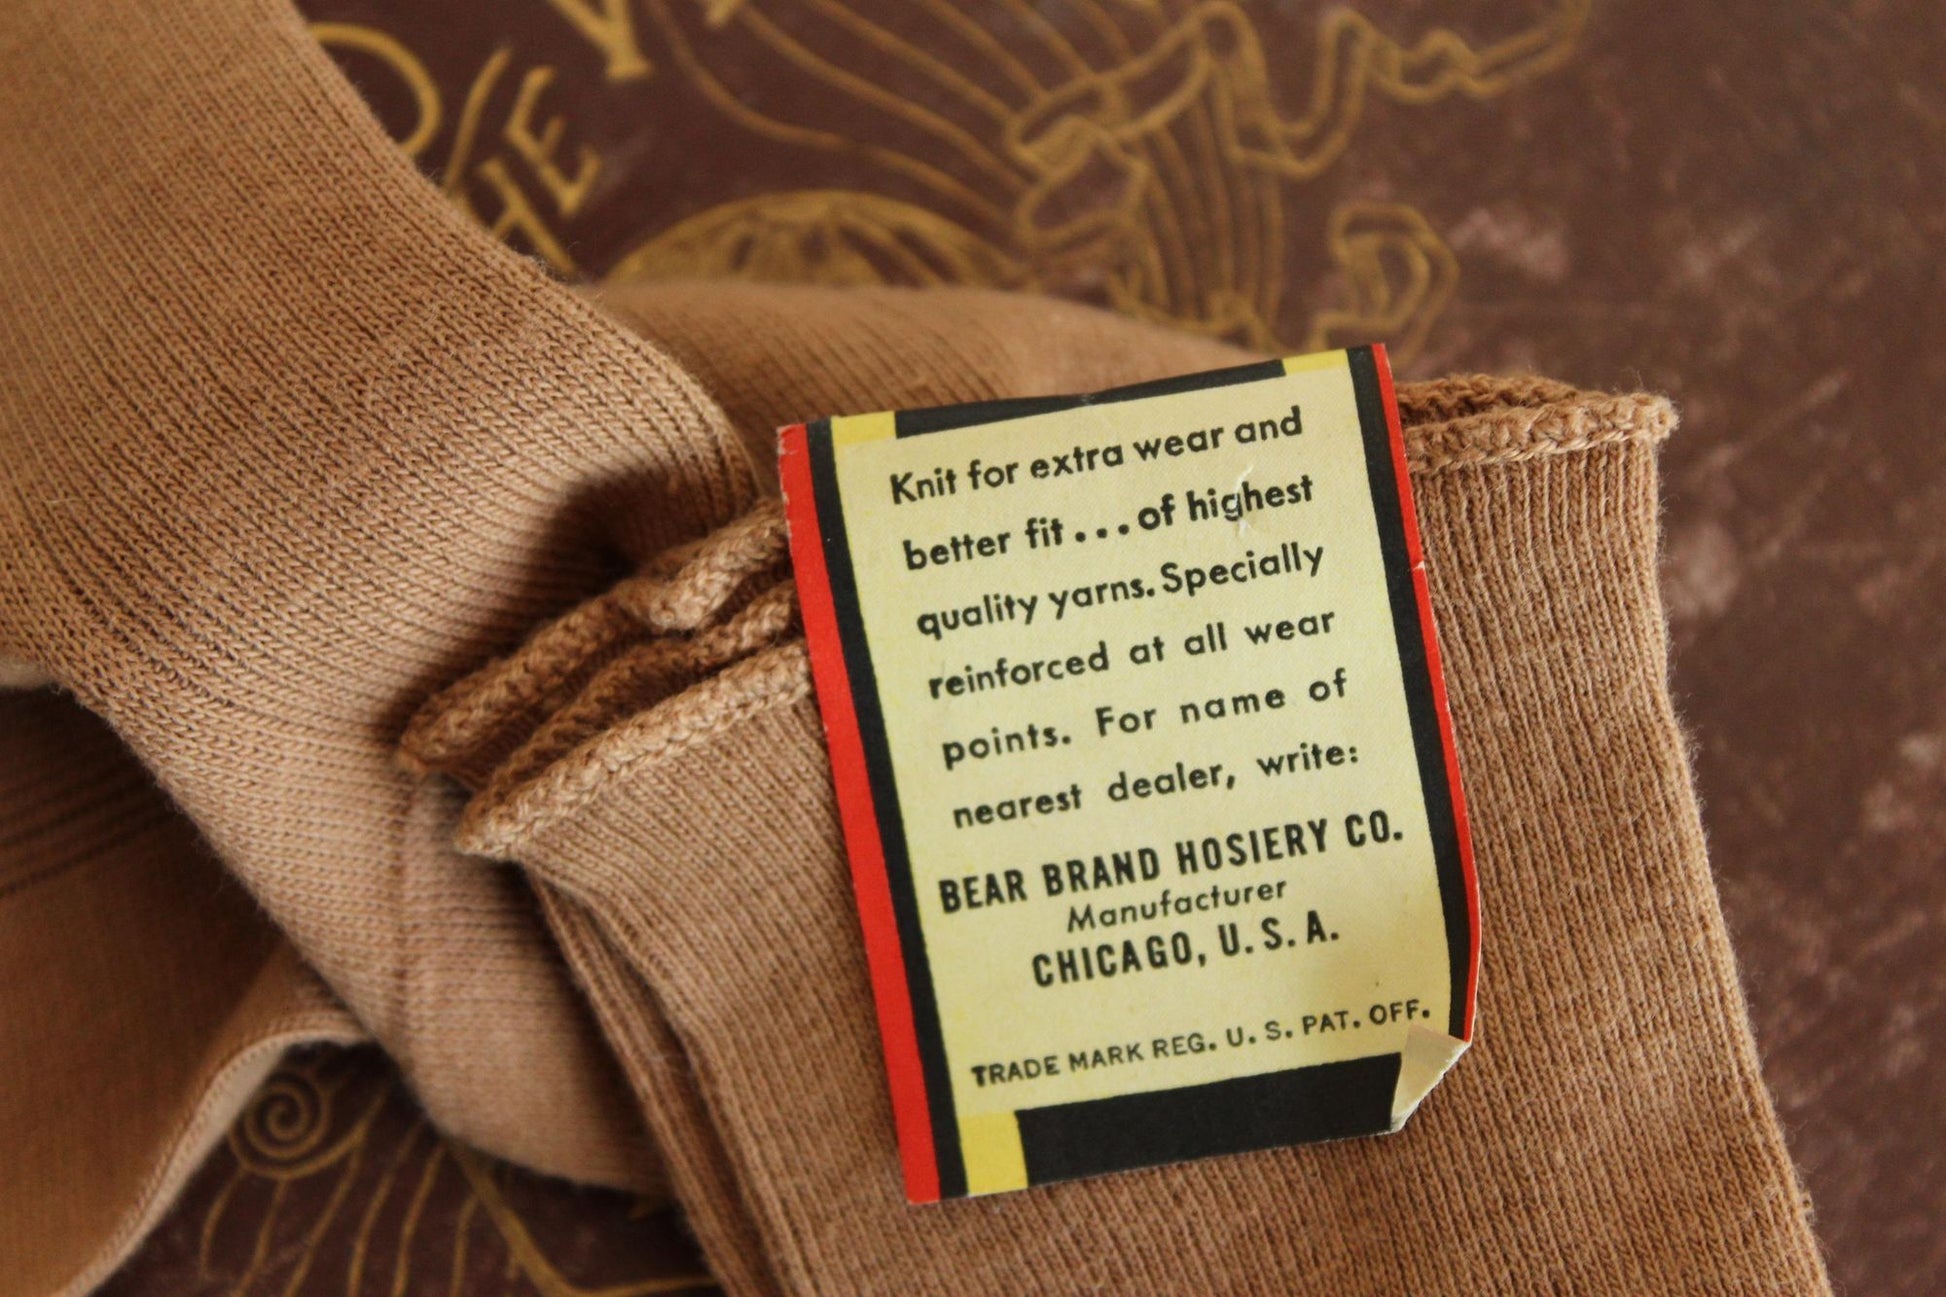 THE
Knit for extra wear and
better fit...of highest
quality yarns. Specially
reinforced at all wear
points. For name of
nearest dealer, write:
BEAR BRAND HOSIERY CO.
Manufacturer
CHICAGO, U. S. A.
TRADE MARK REG. U. S. PAT. OFF.